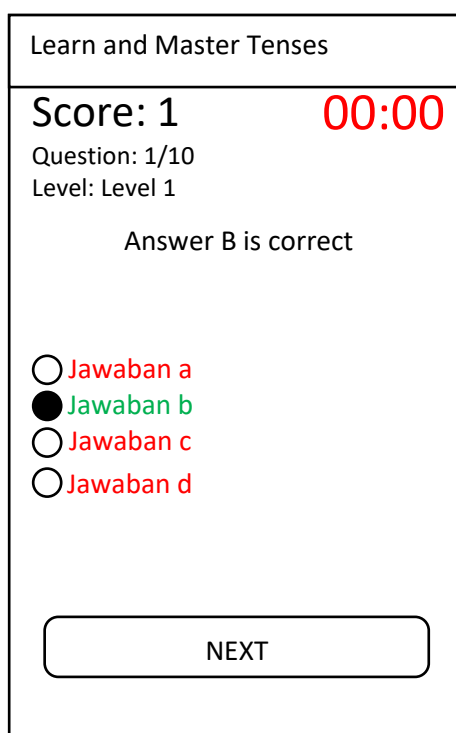 Learn and Master Tenses
Score: 1 00:00
Question: 1/10
Level: Level 1
Answer B is correct
Jawaban a
Jawaban b
Jawaban c
Jawaban d
NEXT